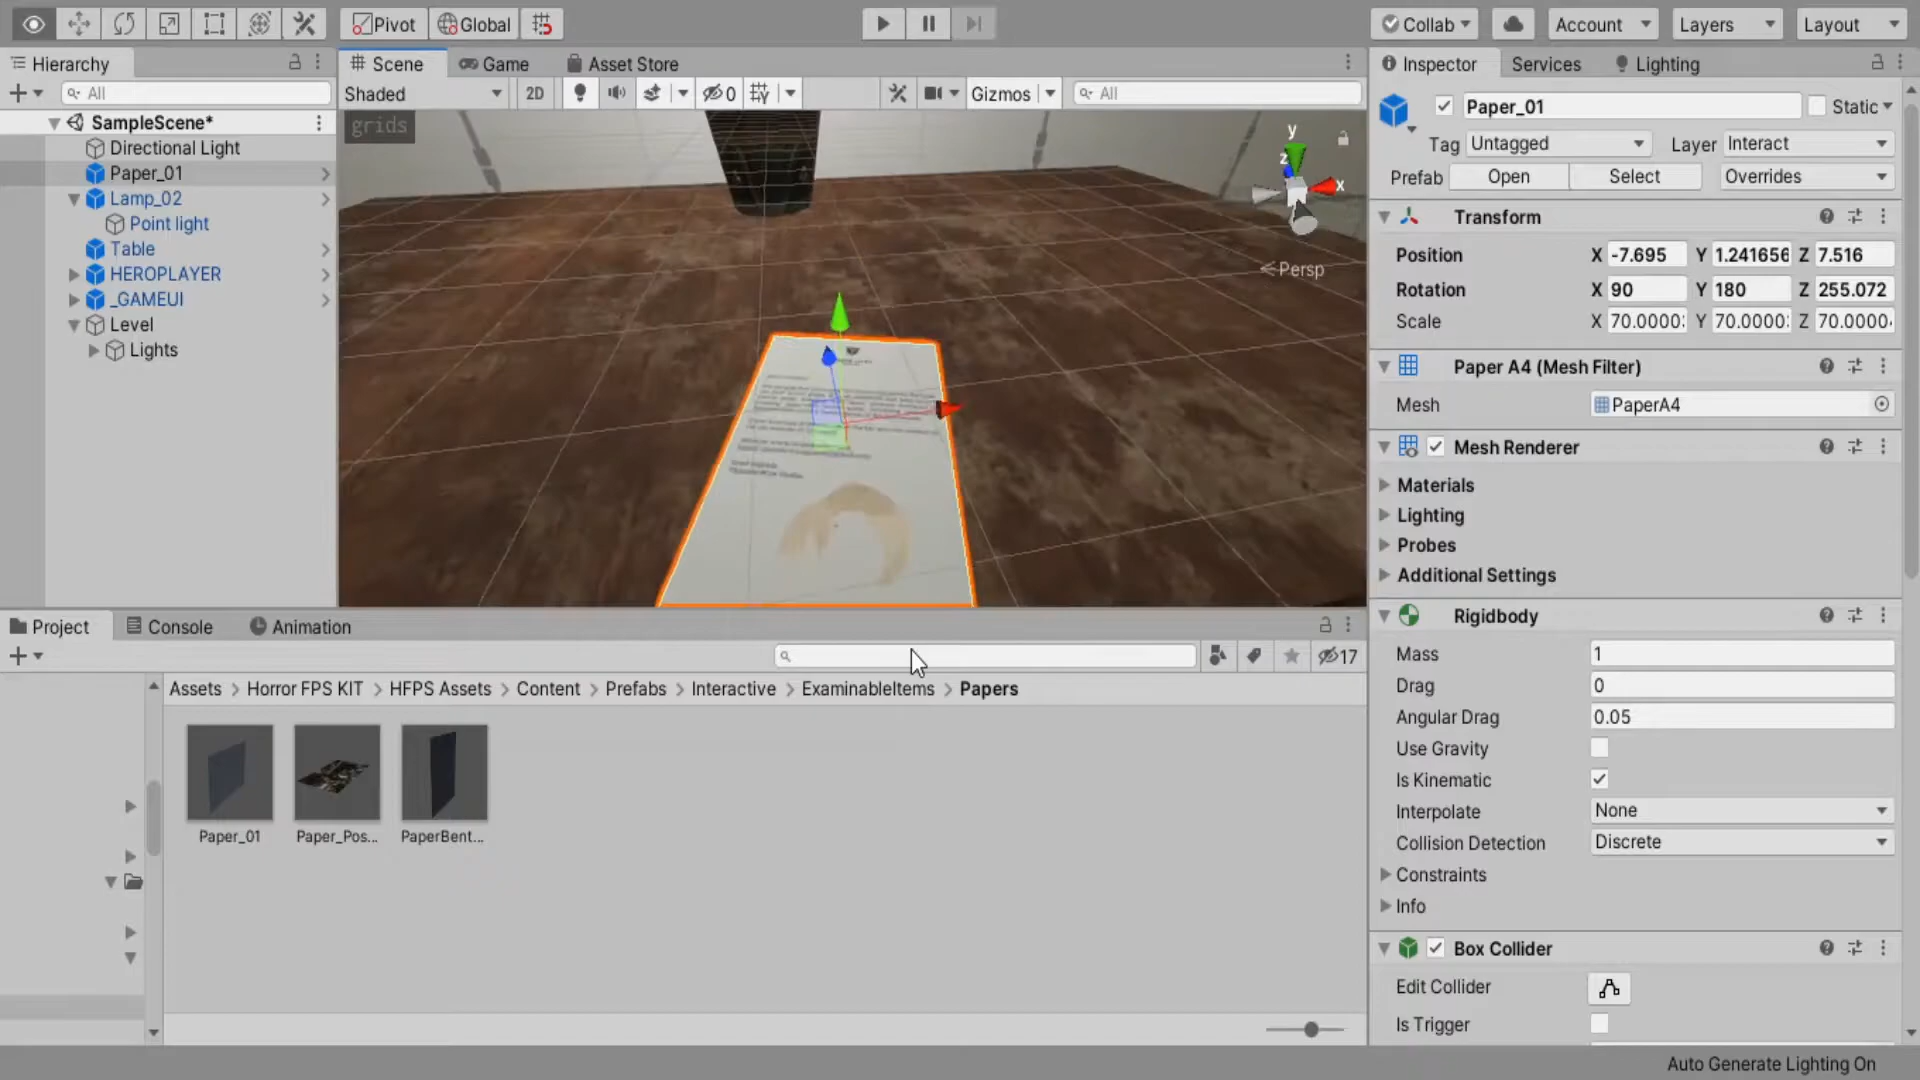 Pivot
Global
Collab
Account
Layers
Layout
Hierarchy
All
SampleScene*
Directional Light
Paper_01
Lamp_02
Point light
Table
HEROPLAYER
_GAMEUI
Level
Lights
Scene
Game
Asset Store
Shaded
2D
0
Gizmos
All
grids
y
z
x
Persp
Inspector
Services
Lighting
Paper_01
Static
Tag Untagged Layer Interact
Prefab Open Select Overrides
Transform
Position X -7.695 Y 1.241656 Z 7.516
Rotation X 90 Y 180 Z 255.072
Scale X 70.0000 Y 70.0000 Z 70.0000
Paper A4 (Mesh Filter)
Mesh PaperA4
Mesh Renderer
Materials
Lighting
Probes
Additional Settings
Rigidbody
Mass 1
Drag 0
Angular Drag 0.05
Use Gravity
Is Kinematic
Interpolate None
Collision Detection Discrete
Constraints
Info
Box Collider
Edit Collider
Is Trigger
Project
Console
Animation
17
Assets > Horror FPS KIT > HFPS Assets > Content > Prefabs > Interactive > ExaminableItems > Papers
Paper_01
Paper_Pos...
PaperBent...
Auto Generate Lighting On